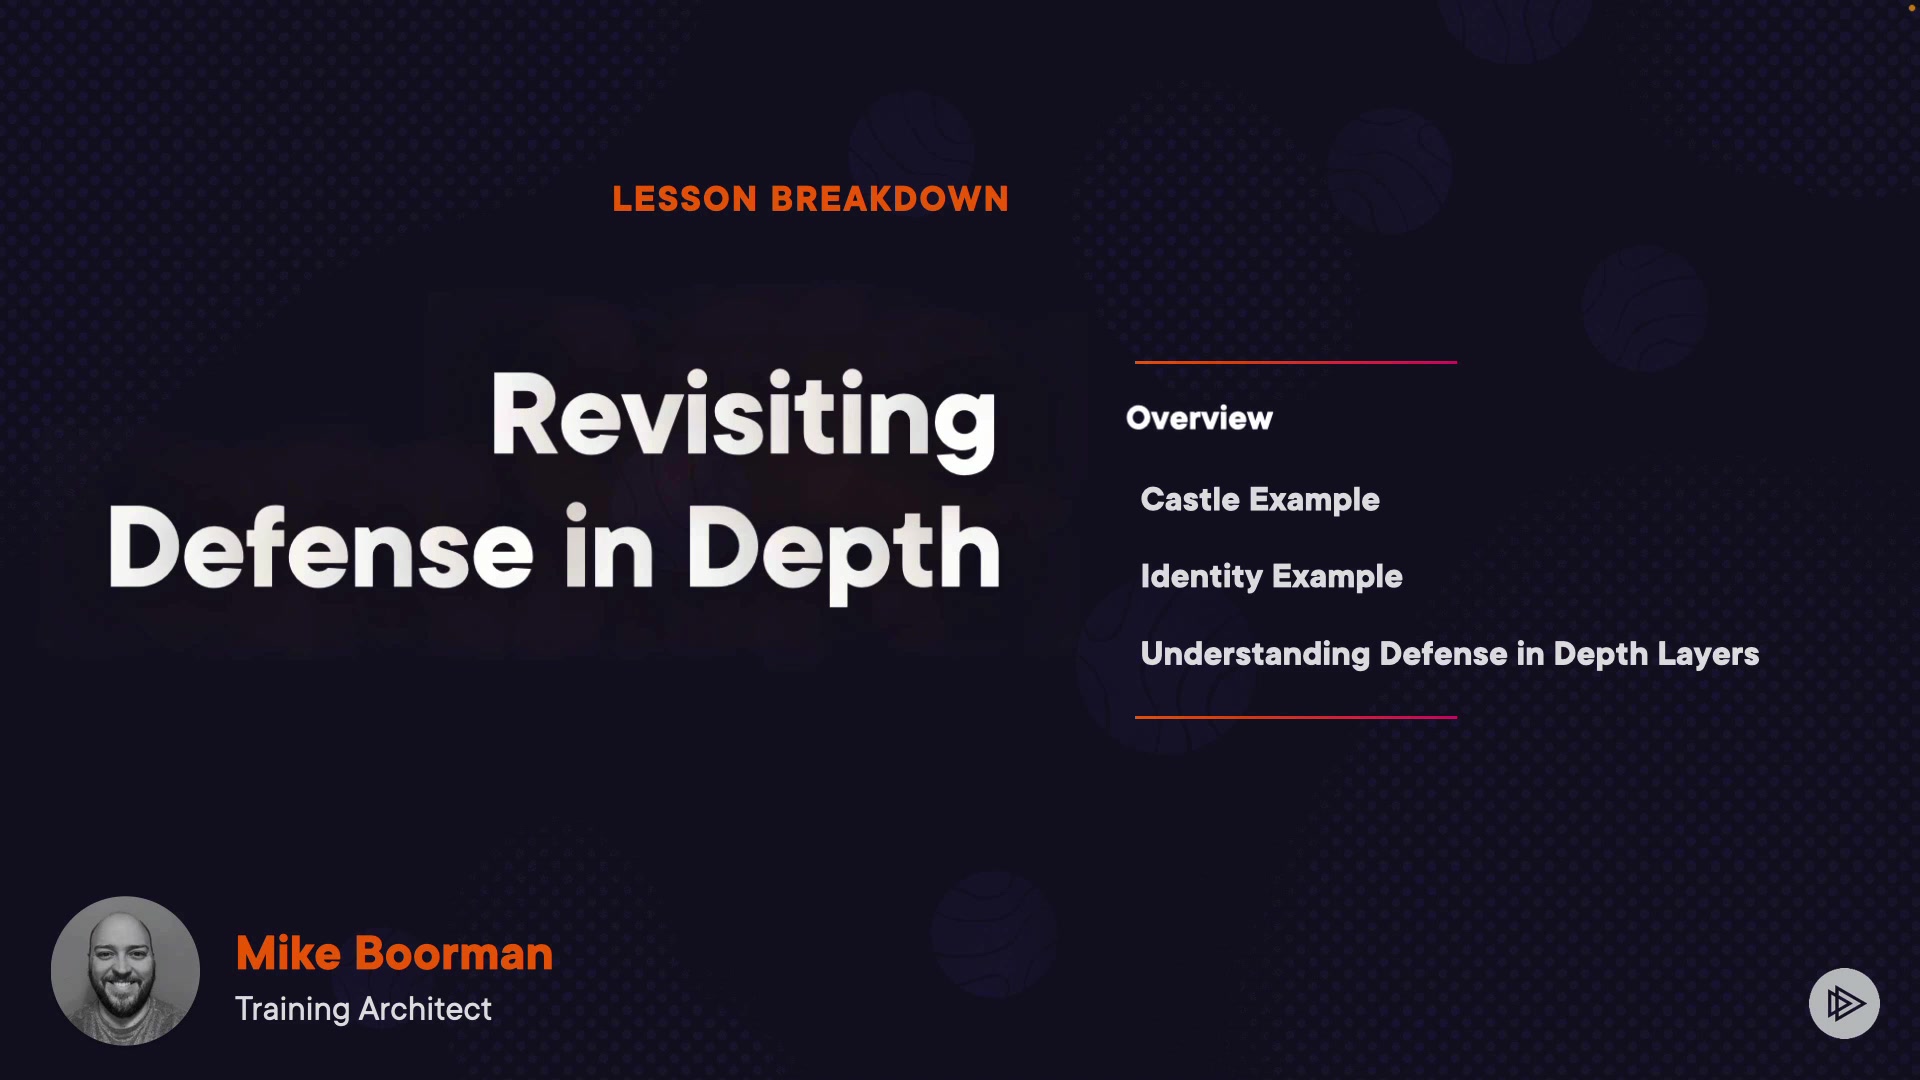 LESSON BREAKDOWN
Revisiting
Defense in Depth
Overview
Castle Example
Identity Example
Understanding Defense in Depth Layers
Mike Boorman
Training Architect